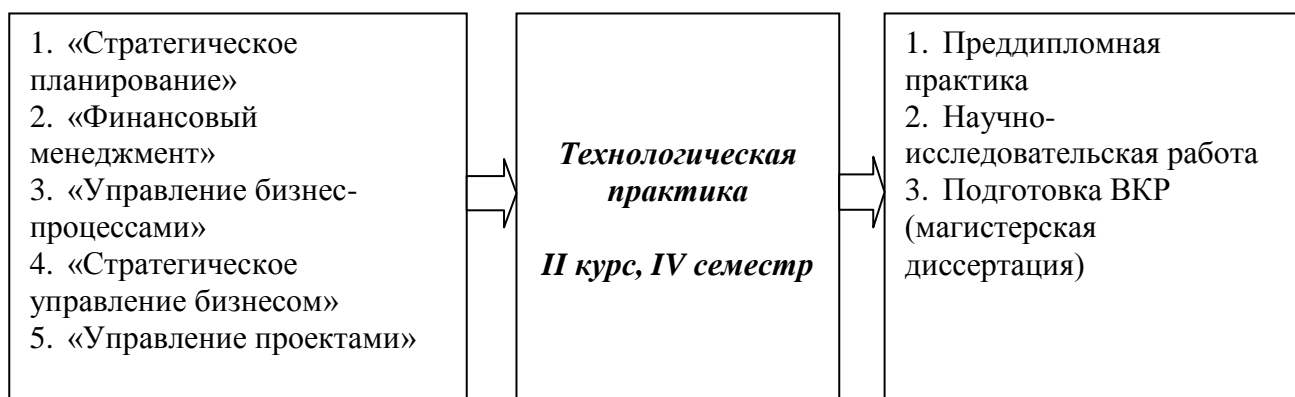 1. «Стратегическое
планирование»
2. «Финансовый
менеджмент»
3. «Управление бизнес-
процессами»
4. «Стратегическое
управление бизнесом»
5. «Управление проектами»
Технологическая
практика
II курс, IV семестр
1. Преддипломная
практика
2. Научно-
исследовательская работа
3. Подготовка ВКР
(магистерская
диссертация)